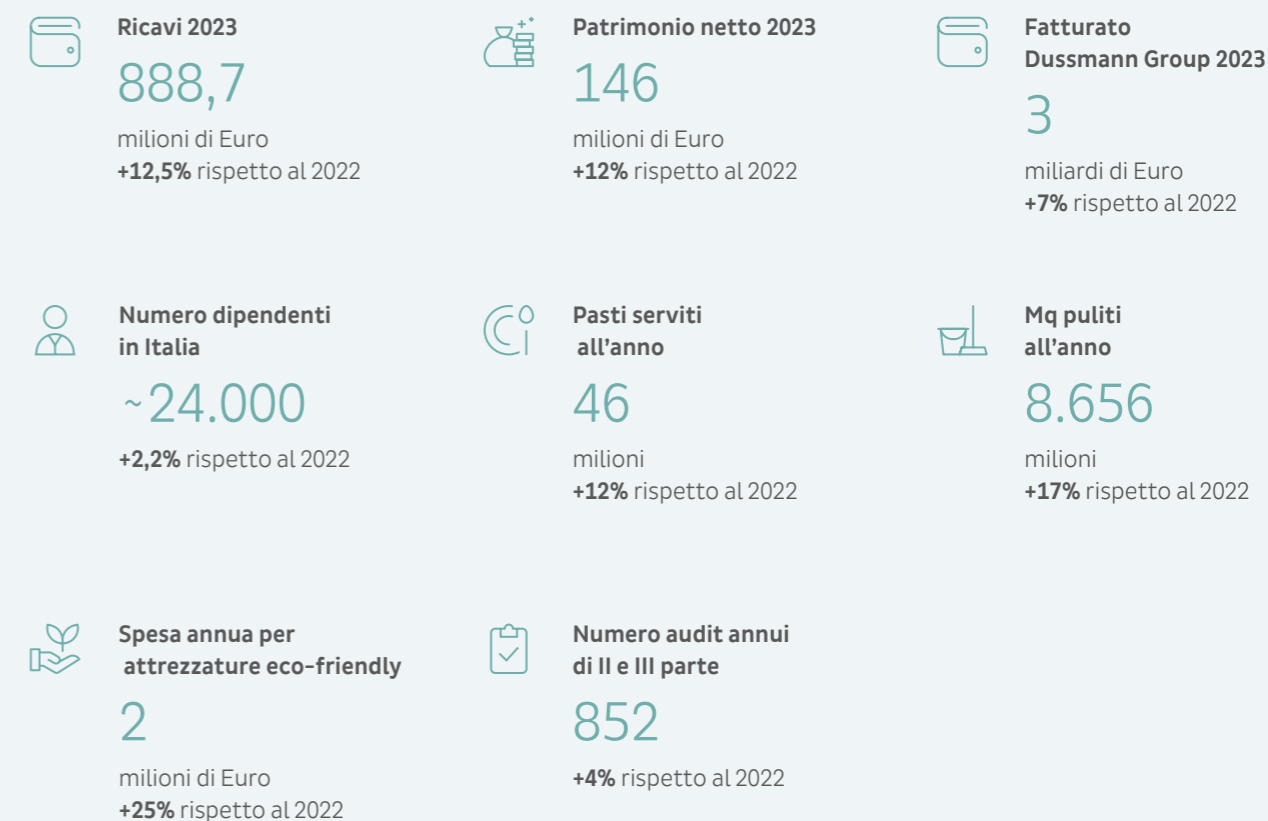 Ricavi 2023
888,7
milioni di Euro
+12,5% rispetto al 2022
Patrimonio netto 2023
146
milioni di Euro
+12% rispetto al 2022
Fatturato
Dussmann Group 2023
3
miliardi di Euro
+7% rispetto al 2022
Numero dipendenti
in Italia
~24.000
+2,2% rispetto al 2022
Pasti serviti
all'anno
46
milioni
+12% rispetto al 2022
Mq puliti
all'anno
8.656
milioni
+17% rispetto al 2022
Spesa annua per
attrezzature eco-friendly
2
milioni di Euro
+25% rispetto al 2022
Numero audit annui
di II e III parte
852
+4% rispetto al 2022